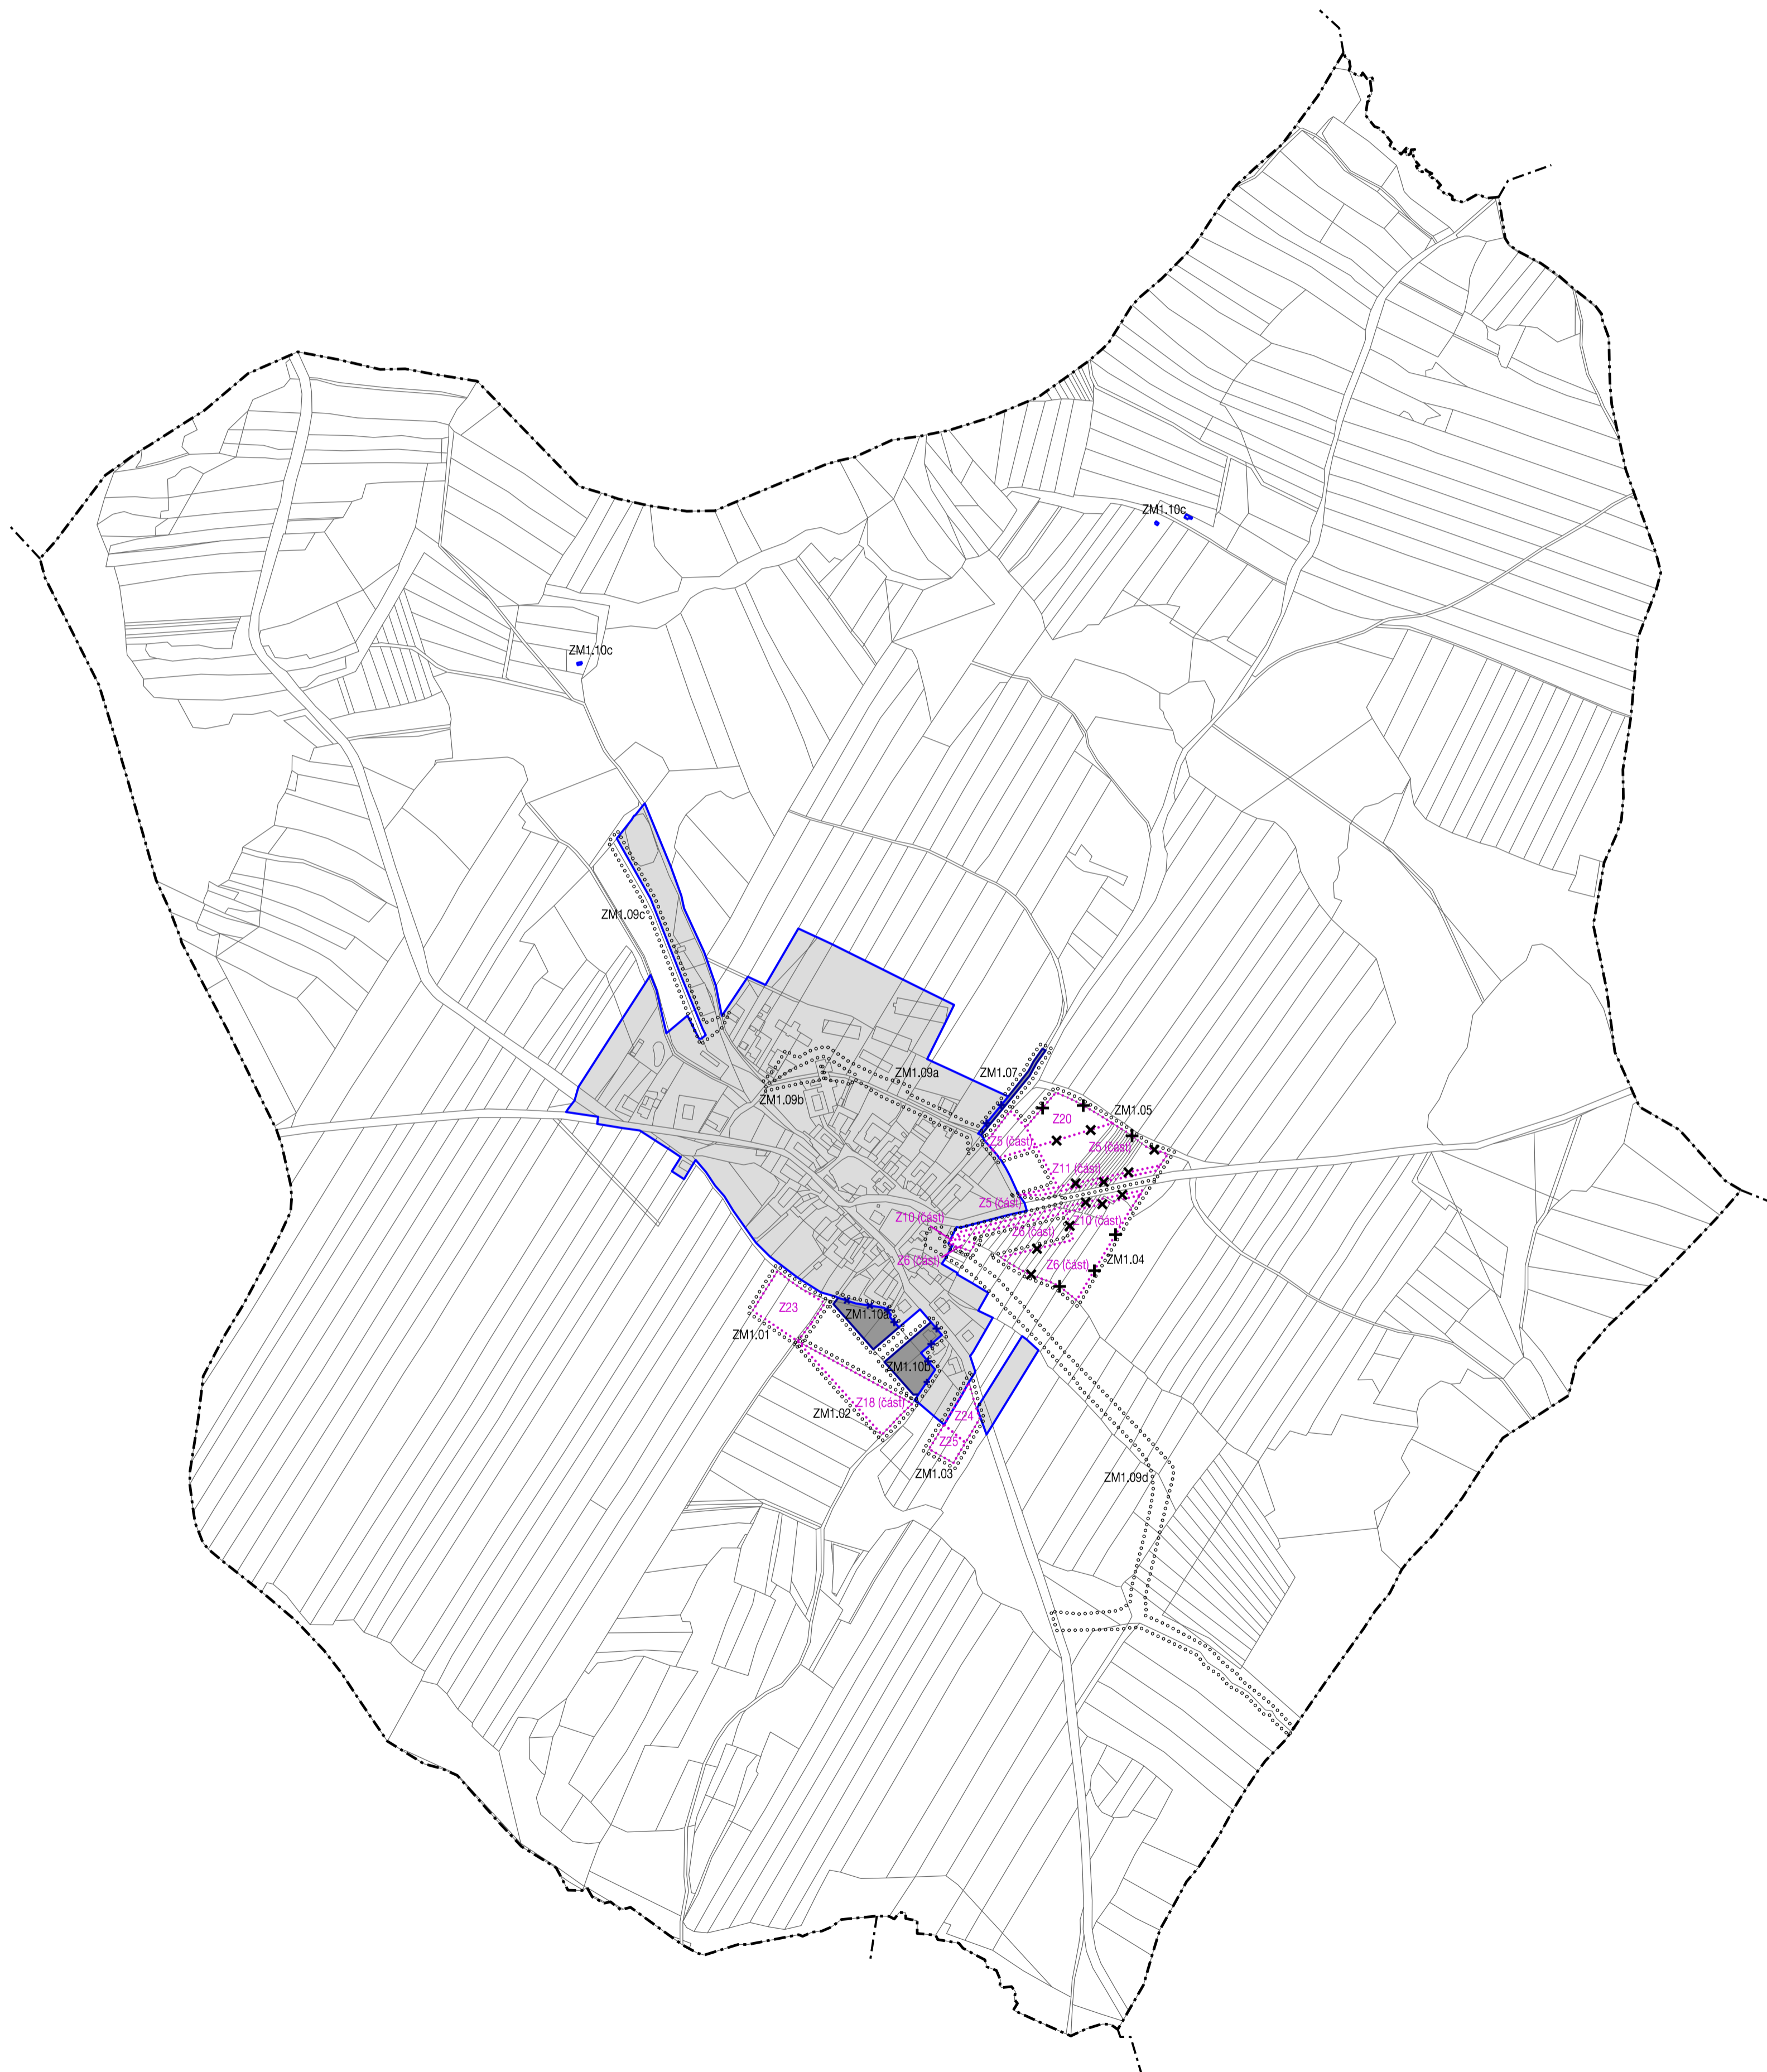 ZM1.10c
ZM1.10c
ZM1.09c
ZM1.09a
ZM1.07
ZM1.09b
ZM1.05
Z20
Z5 (část)
Z5 (část)
Z11 (část)
Z5 (část)
Z10 (část)
Z10 (část)
Z6 (část)
Z6 (část)
Z6 (část)
ZM1.04
Z23
ZM1.10a
ZM1.01
ZM1.10b
Z18 (část)
ZM1.02
Z24
Z25
ZM1.03
ZM1.09d